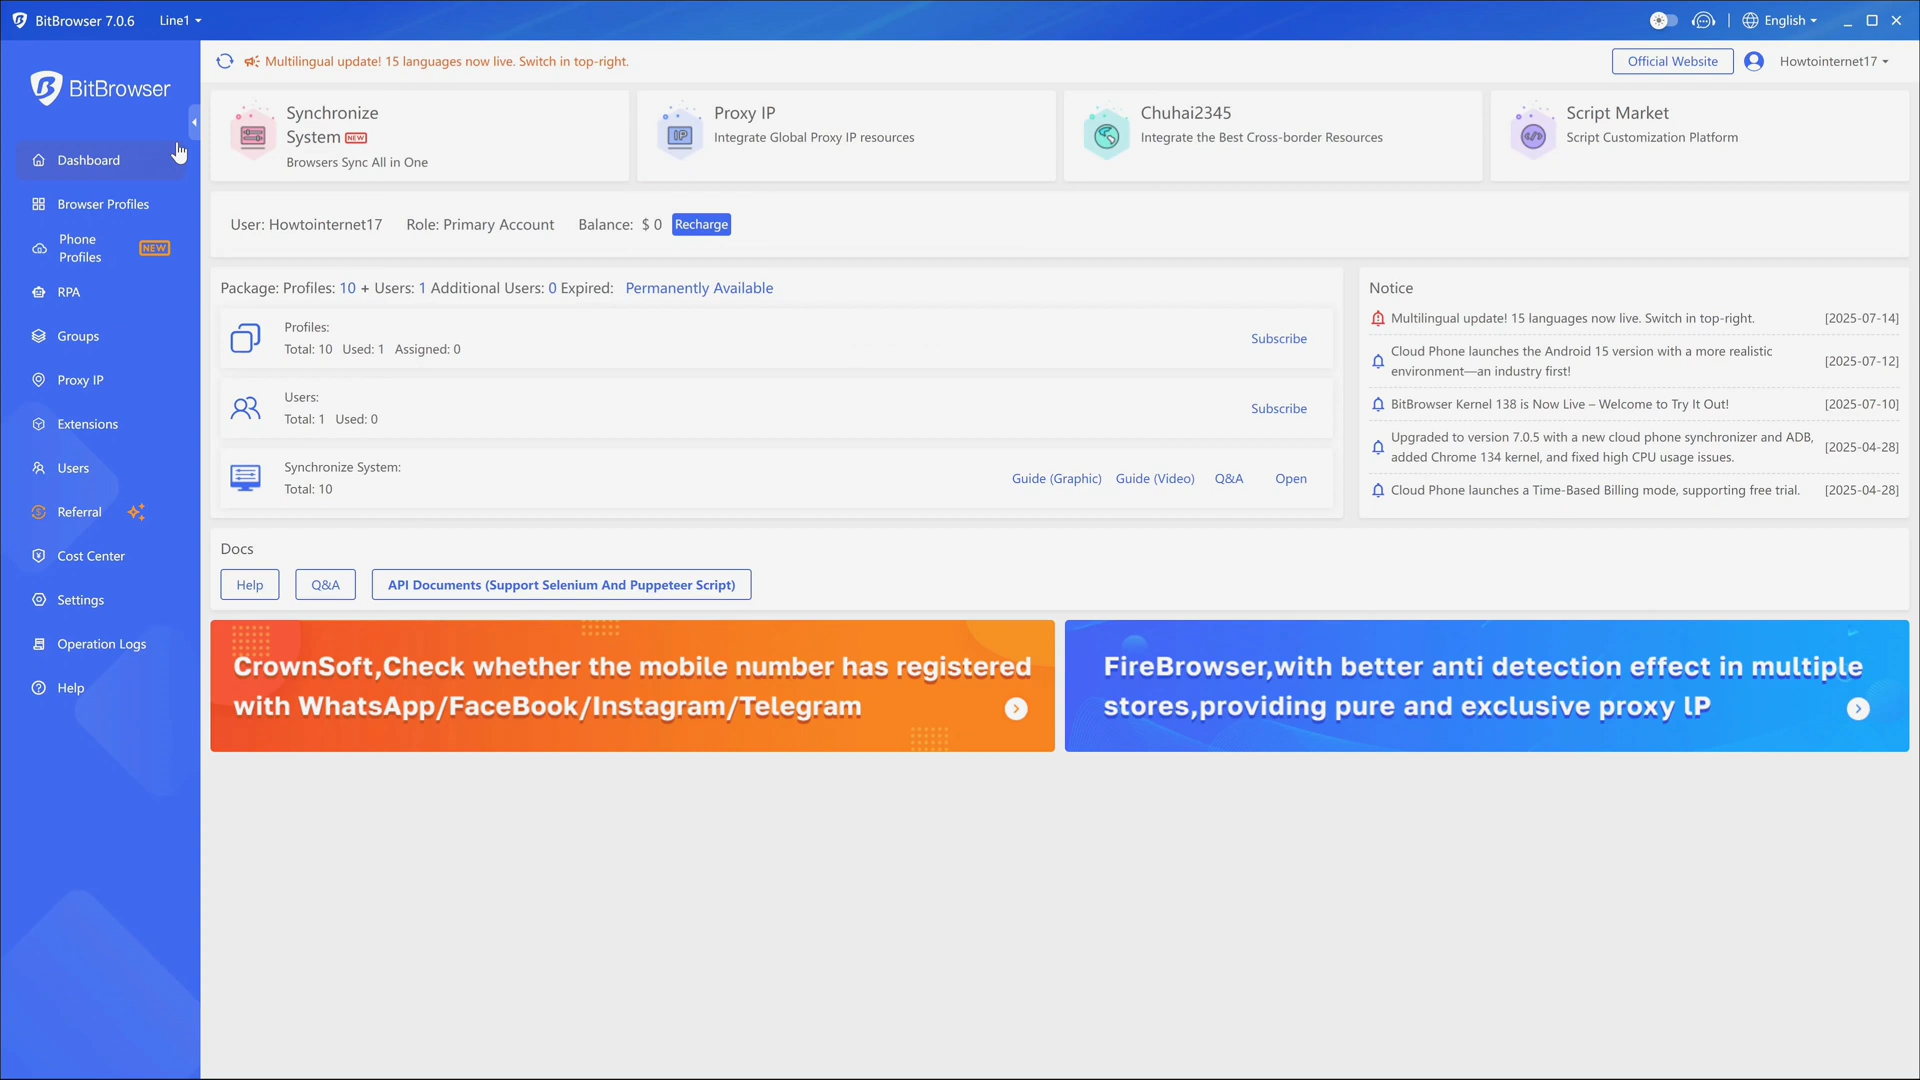 BitBrowser 7.0.6
Line1
English
BitBrowser
Dashboard
Browser Profiles
Phone
Profiles
NEW
RPA
Groups
Proxy IP
Extensions
Users
Referral
Cost Center
Settings
Operation Logs
Help
Multilingual update! 15 languages now live. Switch in top-right.
Official Website
Howtointernet17
Synchronize
System NEW
Browsers Sync All in One
Proxy IP
Integrate Global Proxy IP resources
Chuhai2345
Integrate the Best Cross-border Resources
Script Market
Script Customization Platform
User: Howtointernet17 Role: Primary Account Balance: $ 0 Recharge
Package: Profiles: 10 + Users: 1 Additional Users: 0 Expired: Permanently Available
Profiles:
Total: 10 Used: 1 Assigned: 0
Subscribe
Users:
Total: 1 Used: 0
Subscribe
Synchronize System:
Total: 10
Guide (Graphic) Guide (Video) Q&A Open
Notice
Multilingual update! 15 languages now live. Switch in top-right. [2025-07-14]
Cloud Phone launches the Android 15 version with a more realistic
environment—an industry first!
[2025-07-12]
BitBrowser Kernel 138 is Now Live – Welcome to Try It Out! [2025-07-10]
Upgraded to version 7.0.5 with a new cloud phone synchronizer and ADB,
added Chrome 134 kernel, and fixed high CPU usage issues.
[2025-04-28]
Cloud Phone launches a Time-Based Billing mode, supporting free trial. [2025-04-28]
Docs
Help
Q&A
API Documents (Support Selenium And Puppeteer Script)
CrownSoft,Check whether the mobile number has registered
with WhatsApp/FaceBook/Instagram/Telegram
FireBrowser,with better anti detection effect in multiple
stores,providing pure and exclusive proxy lP